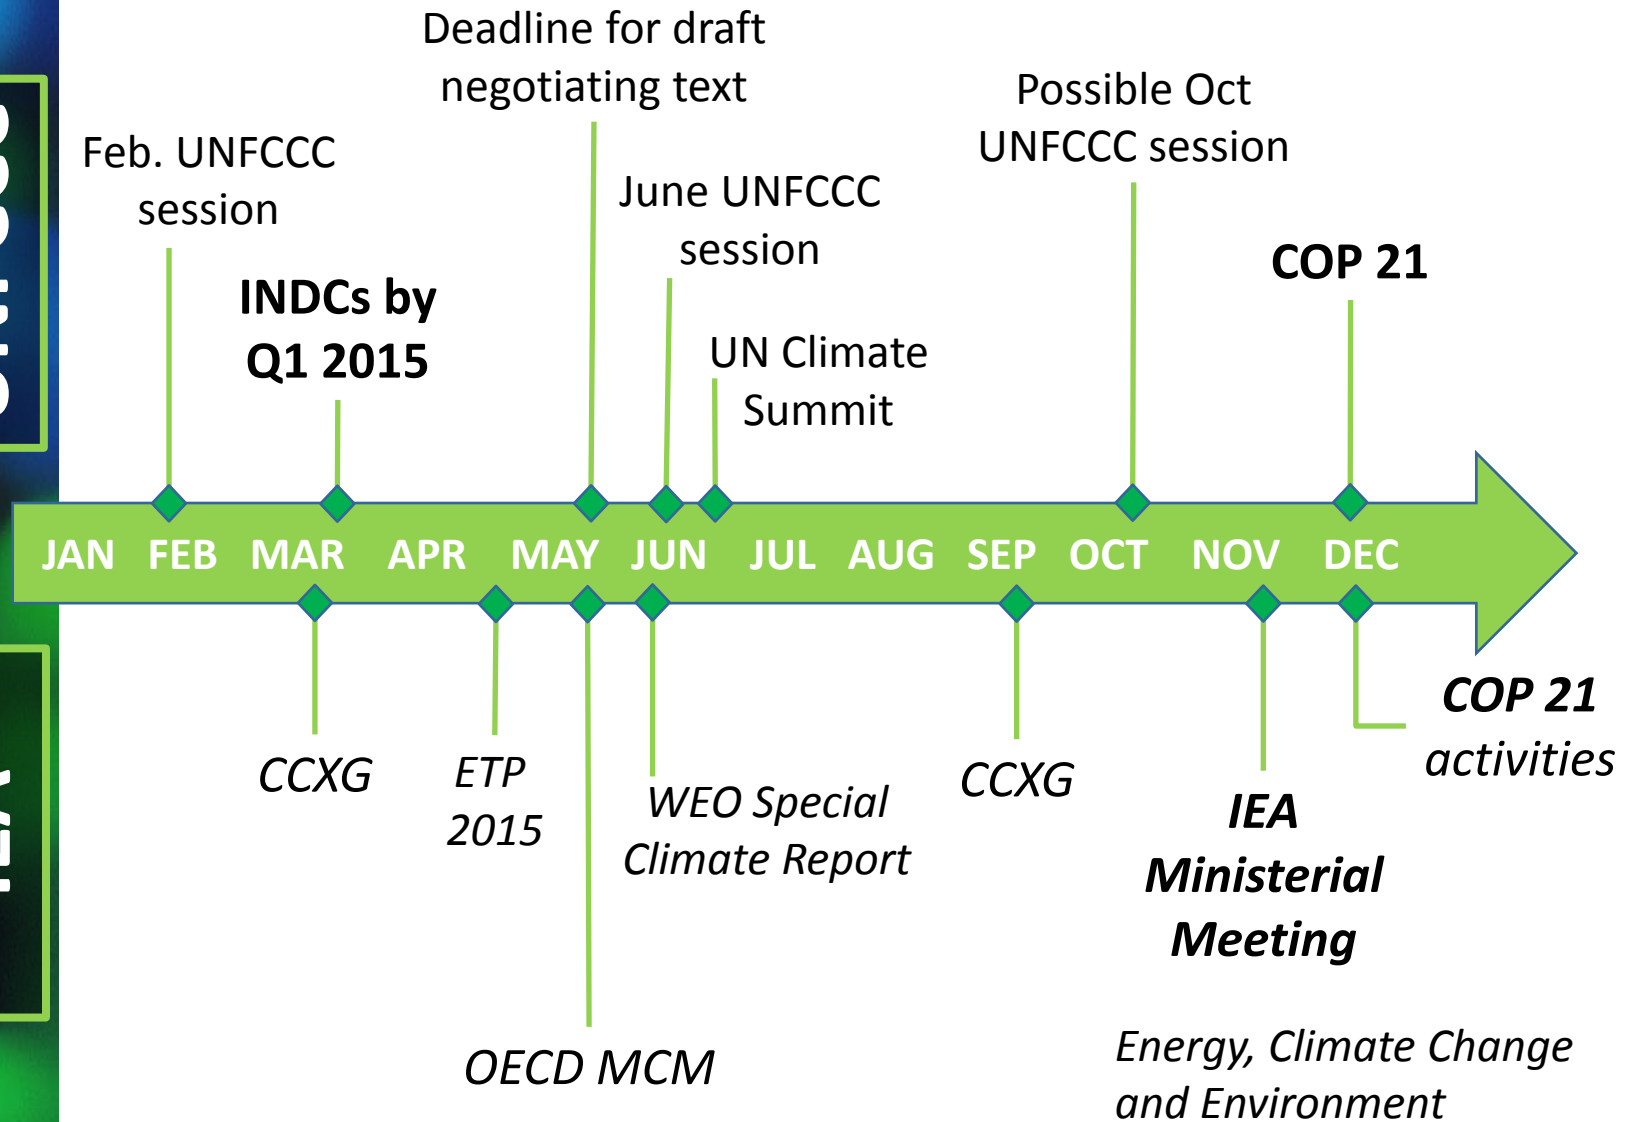 Deadline for draft
negotiating text
Feb. UNFCCC
session
Possible Oct
UNFCCC session
June UNFCCC
session
INDCs by
Q1 2015
COP 21
UN Climate
Summit
JAN FEB MAR APR MAY JUN JUL AUG SEP OCT NOV DEC
CCXG
ETP
2015
WEO Special
Climate Report
CCXG
IEA
Ministerial
Meeting
COP 21
activities
OECD MCM
Energy, Climate Change
and Environment